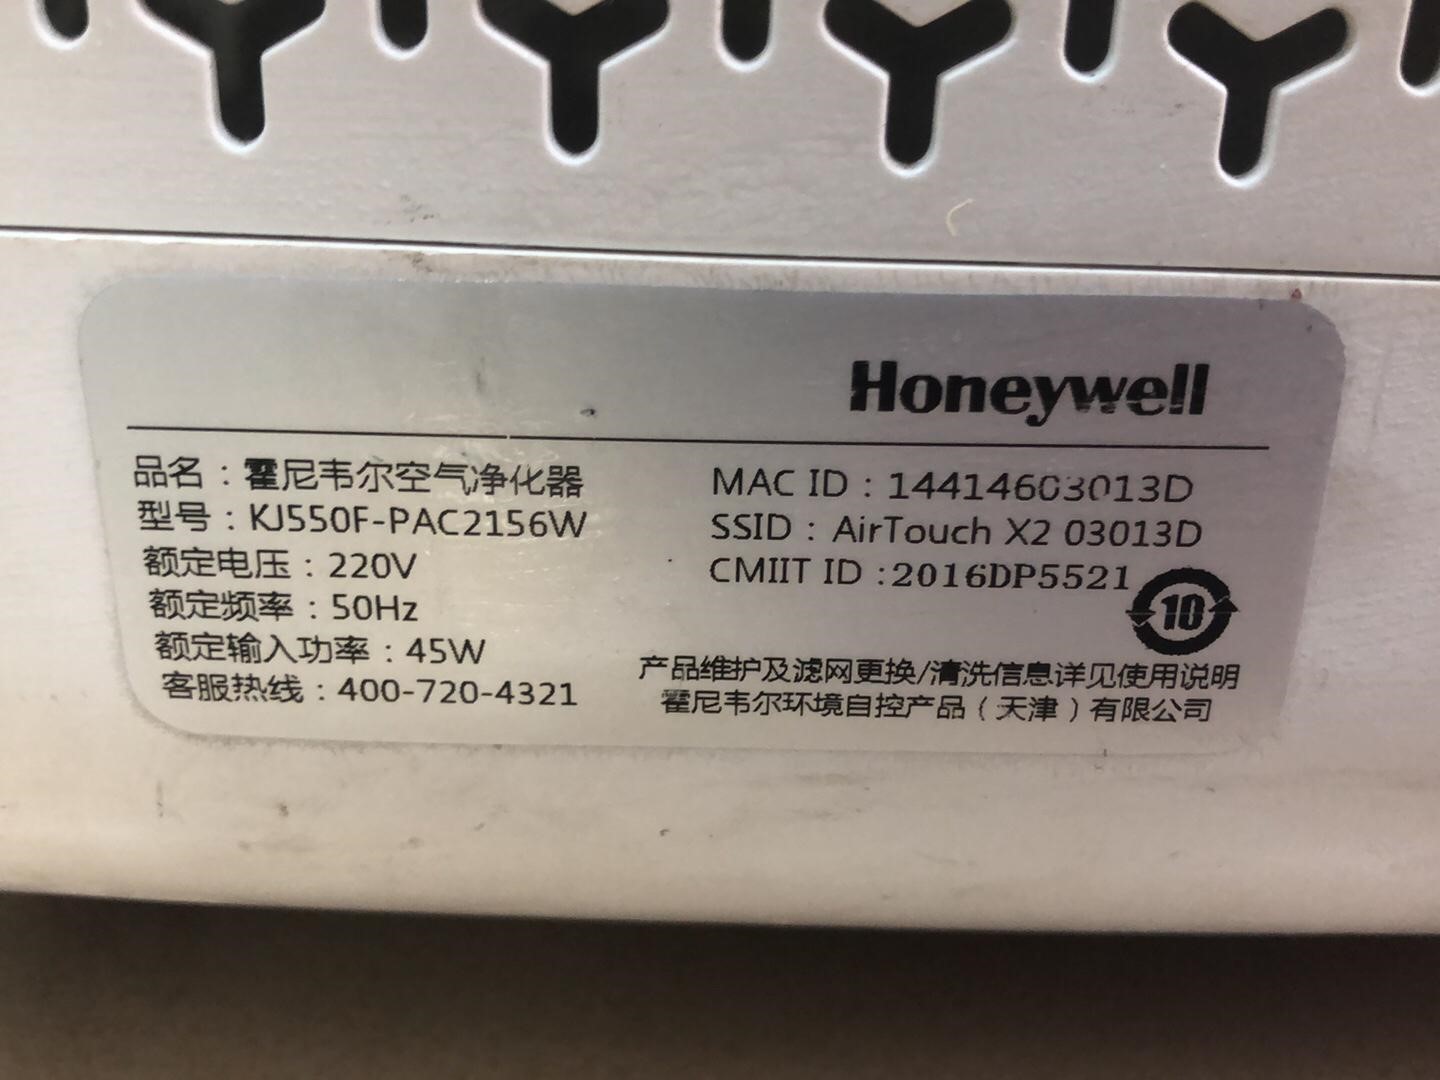 Honeywell
品名：霍尼韦尔空气净化器
型号：KJ550F-PAC2156W
额定电压：220V
额定频率：50Hz
额定输入功率：45W
客服热线：400-720-4321
MAC ID：14414603013D
SSID：AirTouch X2 03013D
CMIIT ID :2016DP5521
10
产品维护及滤网更换/清洗信息详见使用说明
霍尼韦尔环境自控产品（天津）有限公司